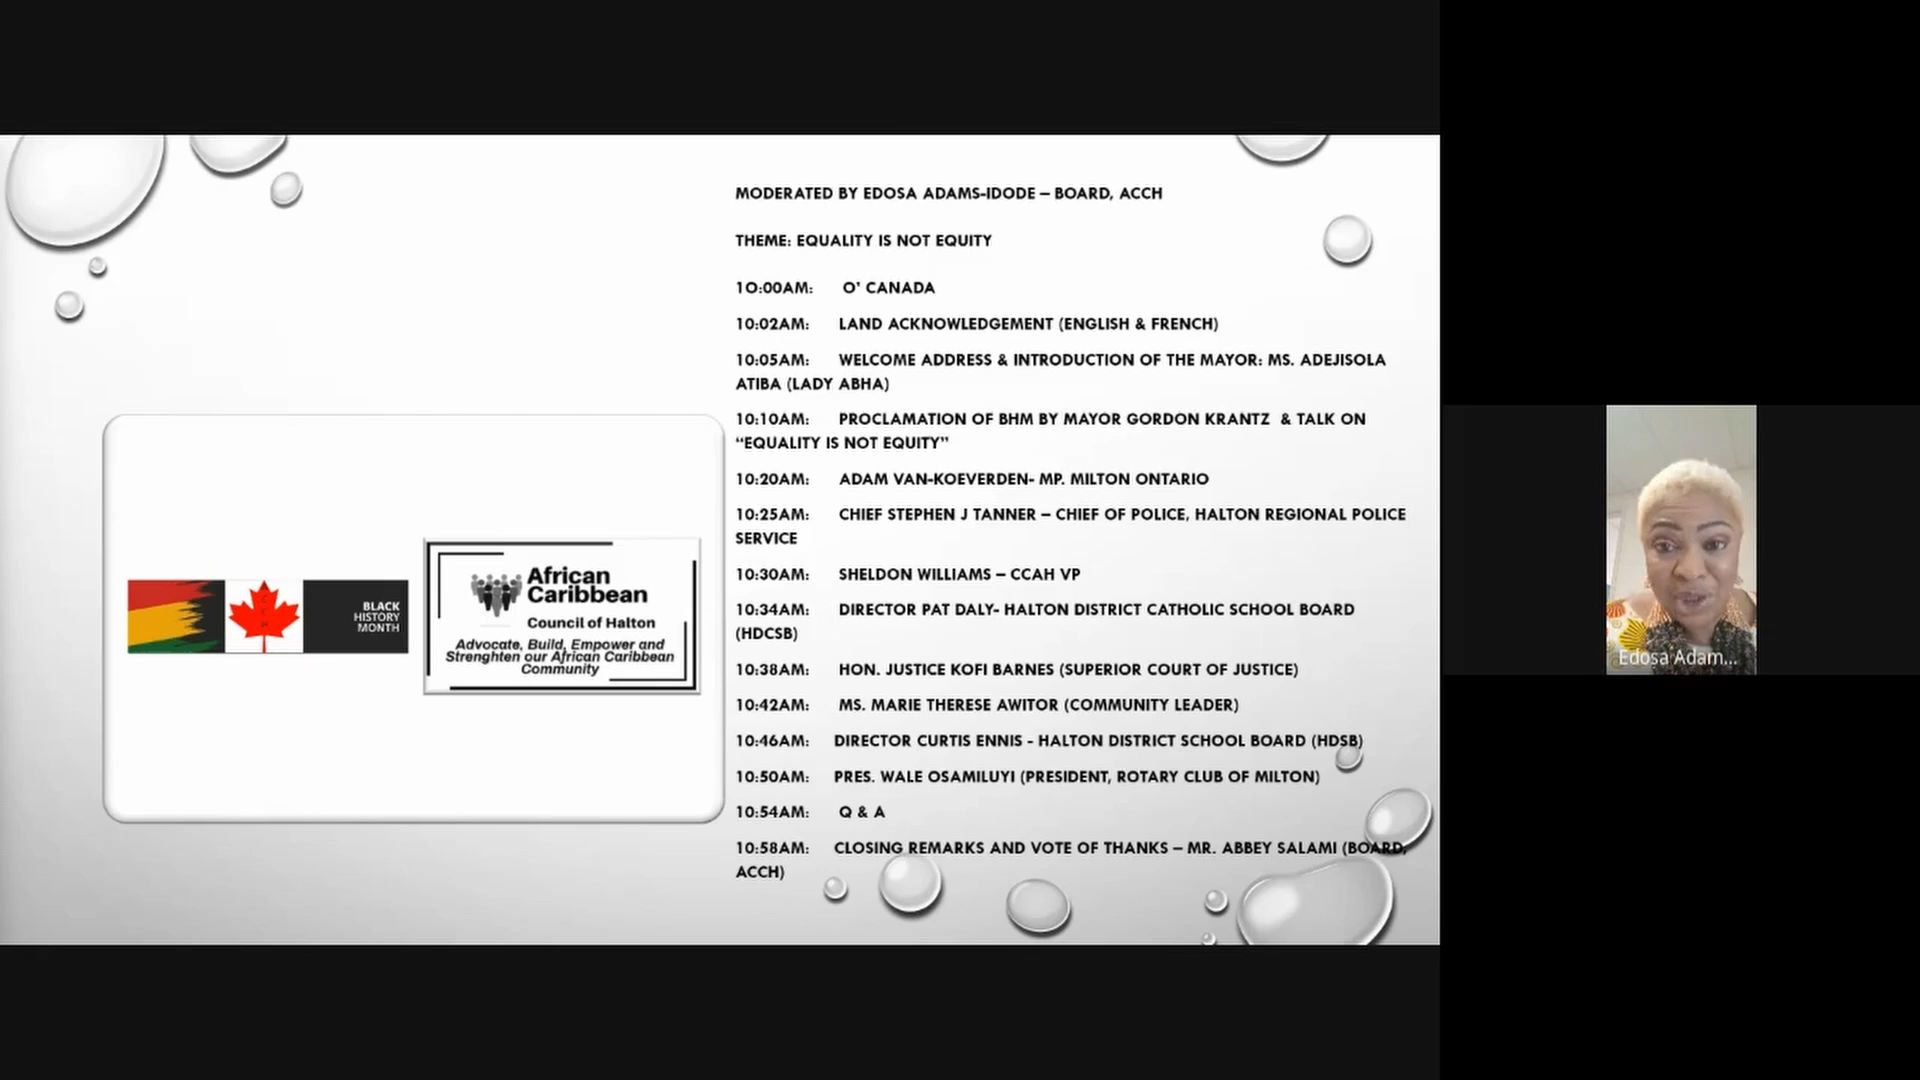 MODERATED BY EDOSA ADAMS-IDODE – BOARD, ACCH
THEME: EQUALITY IS NOT EQUITY
1O:00AM: O' CANADA
10:02AM: LAND ACKNOWLEDGEMENT (ENGLISH & FRENCH)
10:05AM: WELCOME ADDRESS & INTRODUCTION OF THE MAYOR: MS. ADEJISOLA
ATIBA (LADY ABHA)
10:10AM: PROCLAMATION OF BHM BY MAYOR GORDON KRANTZ & TALK ON
“EQUALITY IS NOT EQUITY”
10:20AM: ADAM VAN-KOEVERDEN- MP. MILTON ONTARIO
10:25AM: CHIEF STEPHEN J TANNER – CHIEF OF POLICE, HALTON REGIONAL POLICE
SERVICE
10:30AM: SHELDON WILLIAMS – CCAH VP
10:34AM: DIRECTOR PAT DALY- HALTON DISTRICT CATHOLIC SCHOOL BOARD
(HDCSB)
10:38AM: HON. JUSTICE KOFI BARNES (SUPERIOR COURT OF JUSTICE)
10:42AM: MS. MARIE THERESE AWITOR (COMMUNITY LEADER)
10:46AM: DIRECTOR CURTIS ENNIS - HALTON DISTRICT SCHOOL BOARD (HDSB)
10:50AM: PRES. WALE OSAMILUYI (PRESIDENT, ROTARY CLUB OF MILTON)
10:54AM: Q & A
10:58AM: CLOSING REMARKS AND VOTE OF THANKS – MR. ABBEY SALAMI (BOARD,
ACCH)
BLACK
HISTORY
MONTH
African
Caribbean
Council of Halton
Advocate, Build, Empower and
Strenghten our African Caribbean
Community
Edosa Adam...